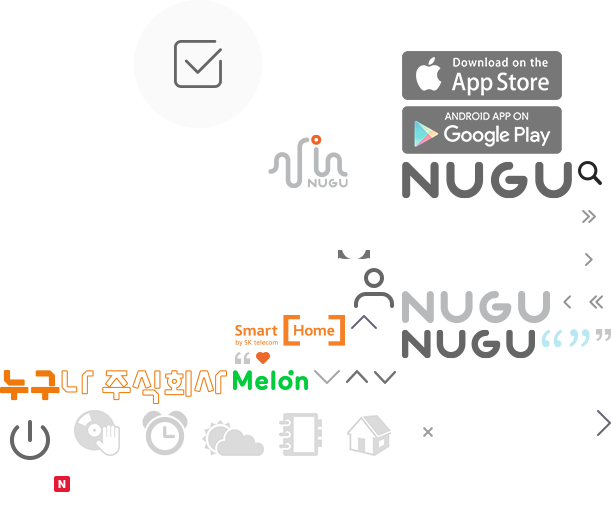 Download on the
App Store
ANDROID APP ON
Google Play
NUGU
NUGU
NUGU
Smart Home
by SK telecom
NUGU
누구나 주식회사
Melon
N